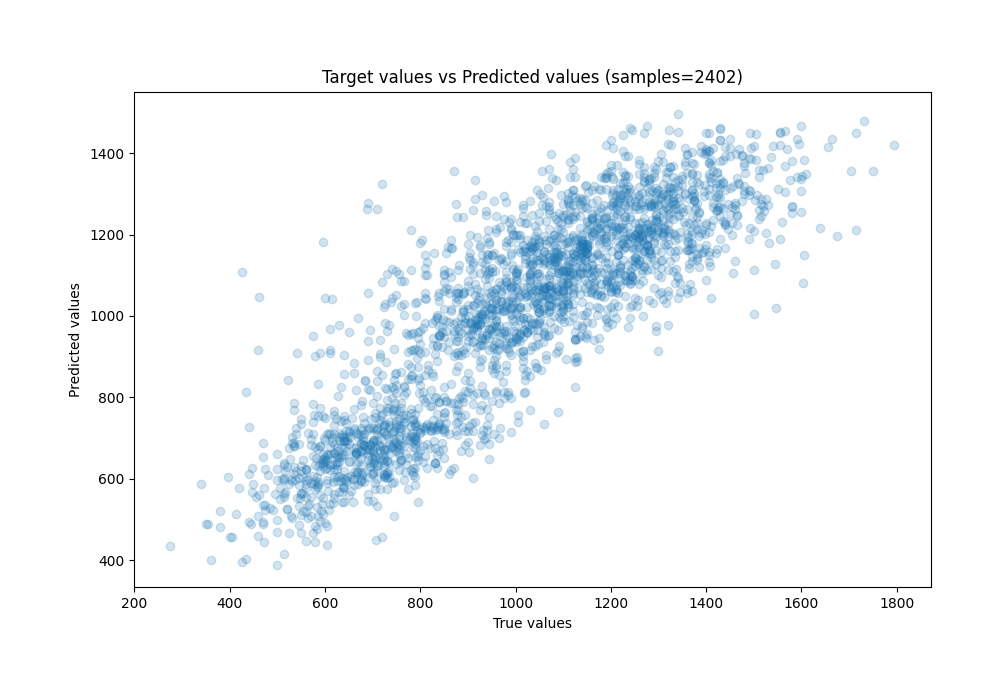 Target values vs Predicted values (samples=2402)
1400
1200
1000
800
600
400
Predicted values
200 400 600 800 1000 1200 1400 1600 1800
True values